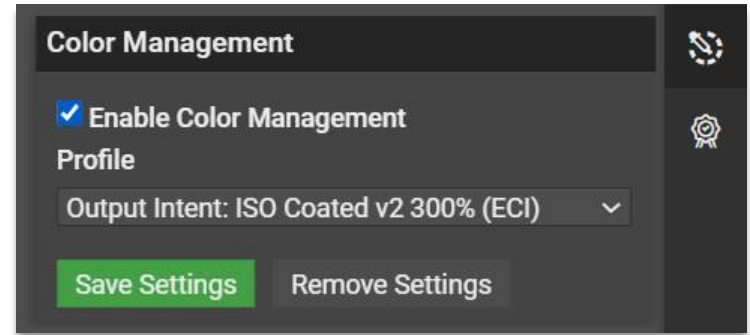 Color Management
Enable Color Management
Profile
Output Intent: ISO Coated v2 300% (ECI)
Save Settings Remove Settings